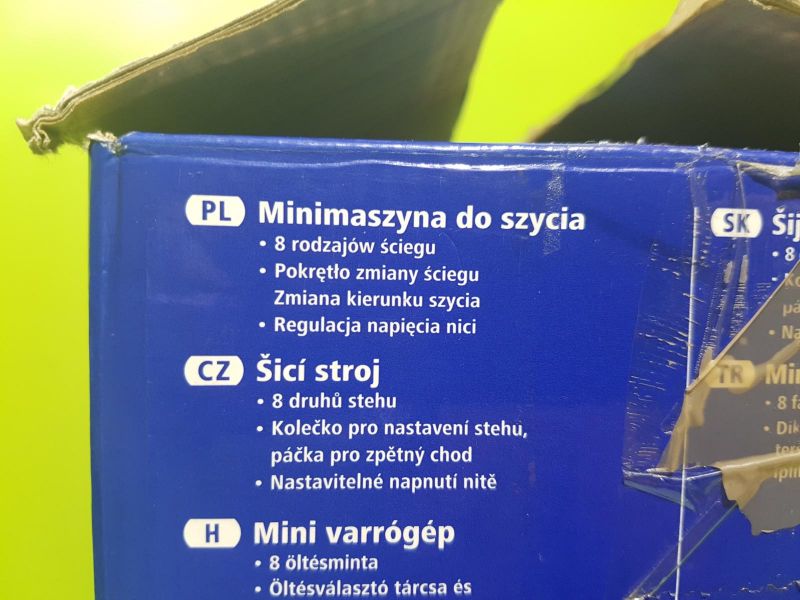 PL Minimaszyna do szycia
• 8 rodzajów ściegu
• Pokrętło zmiany ściegu
Zmiana kierunku szycia
• Regulacja napięcia nici
CZ Šicí stroj
• 8 druhů stehu
• Kolečko pro nastavení stehu,
páčka pro zpětný chod
• Nastavitelné napnutí nitě
H Mini varrógép
• 8 öltésminta
• Öltésválasztó tárcsa és
SK
• 8
TR
• 8